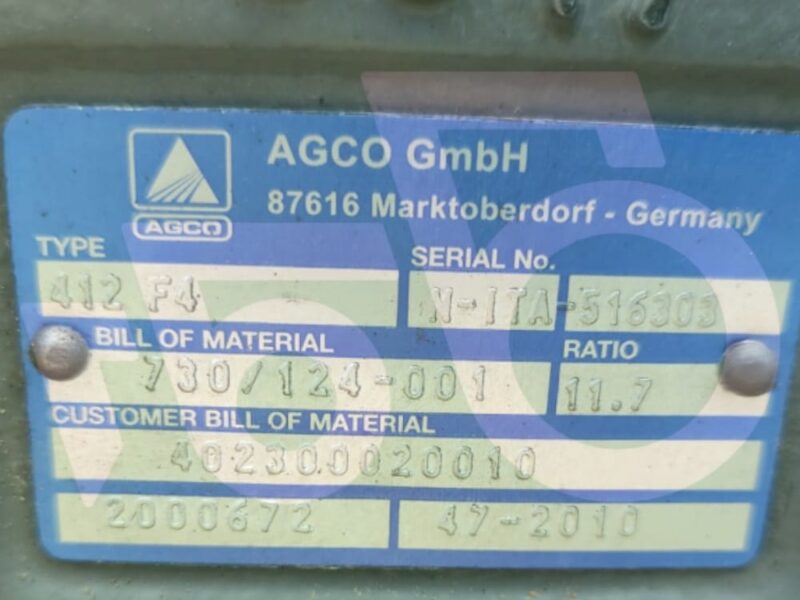 AGCO GmbH
87616 Marktoberdorf - Germany
AGCO
TYPE SERIAL No.
412 F4 N-ITA-516303
BILL OF MATERIAL RATIO
730/124-001 11.7
CUSTOMER BILL OF MATERIAL
402300020010
2000672 47-2010